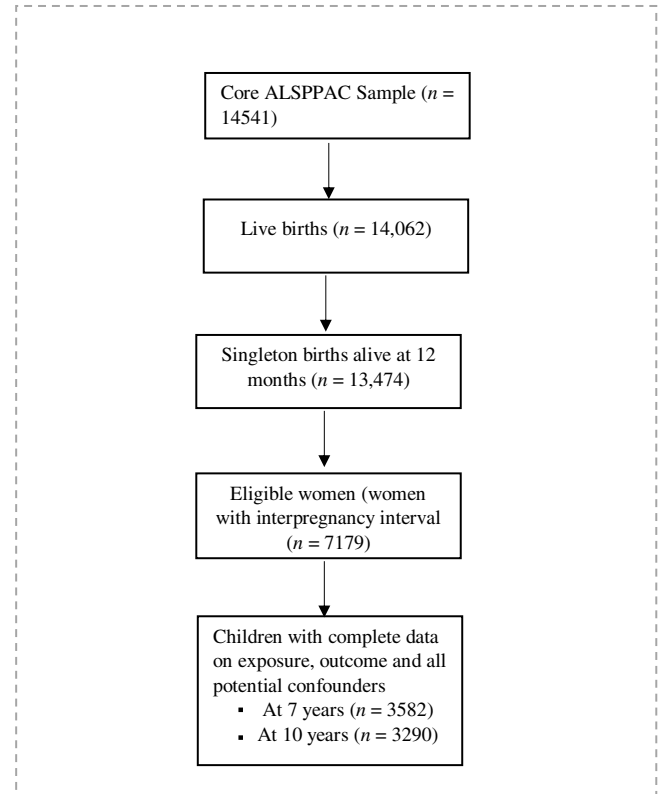 Core ALSPPAC Sample (n =
14541)
Live births (n = 14,062)
Singleton births alive at 12
months (n = 13,474)
Eligible women (women
with interpregnancy interval
(n = 7179)
Children with complete data
on exposure, outcome and all
potential confounders
▪ At 7 years (n = 3582)
▪ At 10 years (n = 3290)